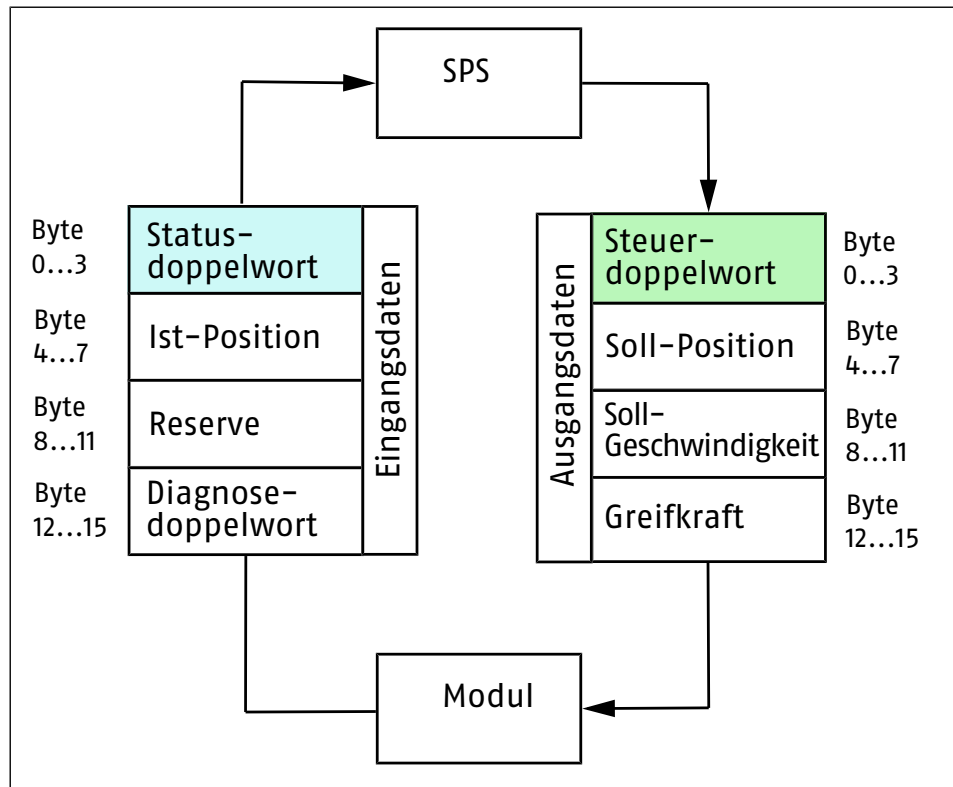 SPS
Byte
0...3
Status-
doppelwort
Byte
4...7
Ist-Position
Byte
8...11
Reserve
Byte
12...15
Diagnose-
doppelwort
Eingangsdaten
Ausgangsdaten
Steuer-
doppelwort
Byte
0...3
Soll-Position
Byte
4...7
Soll-
Geschwindigkeit
Byte
8...11
Greifkraft
Byte
12...15
Modul